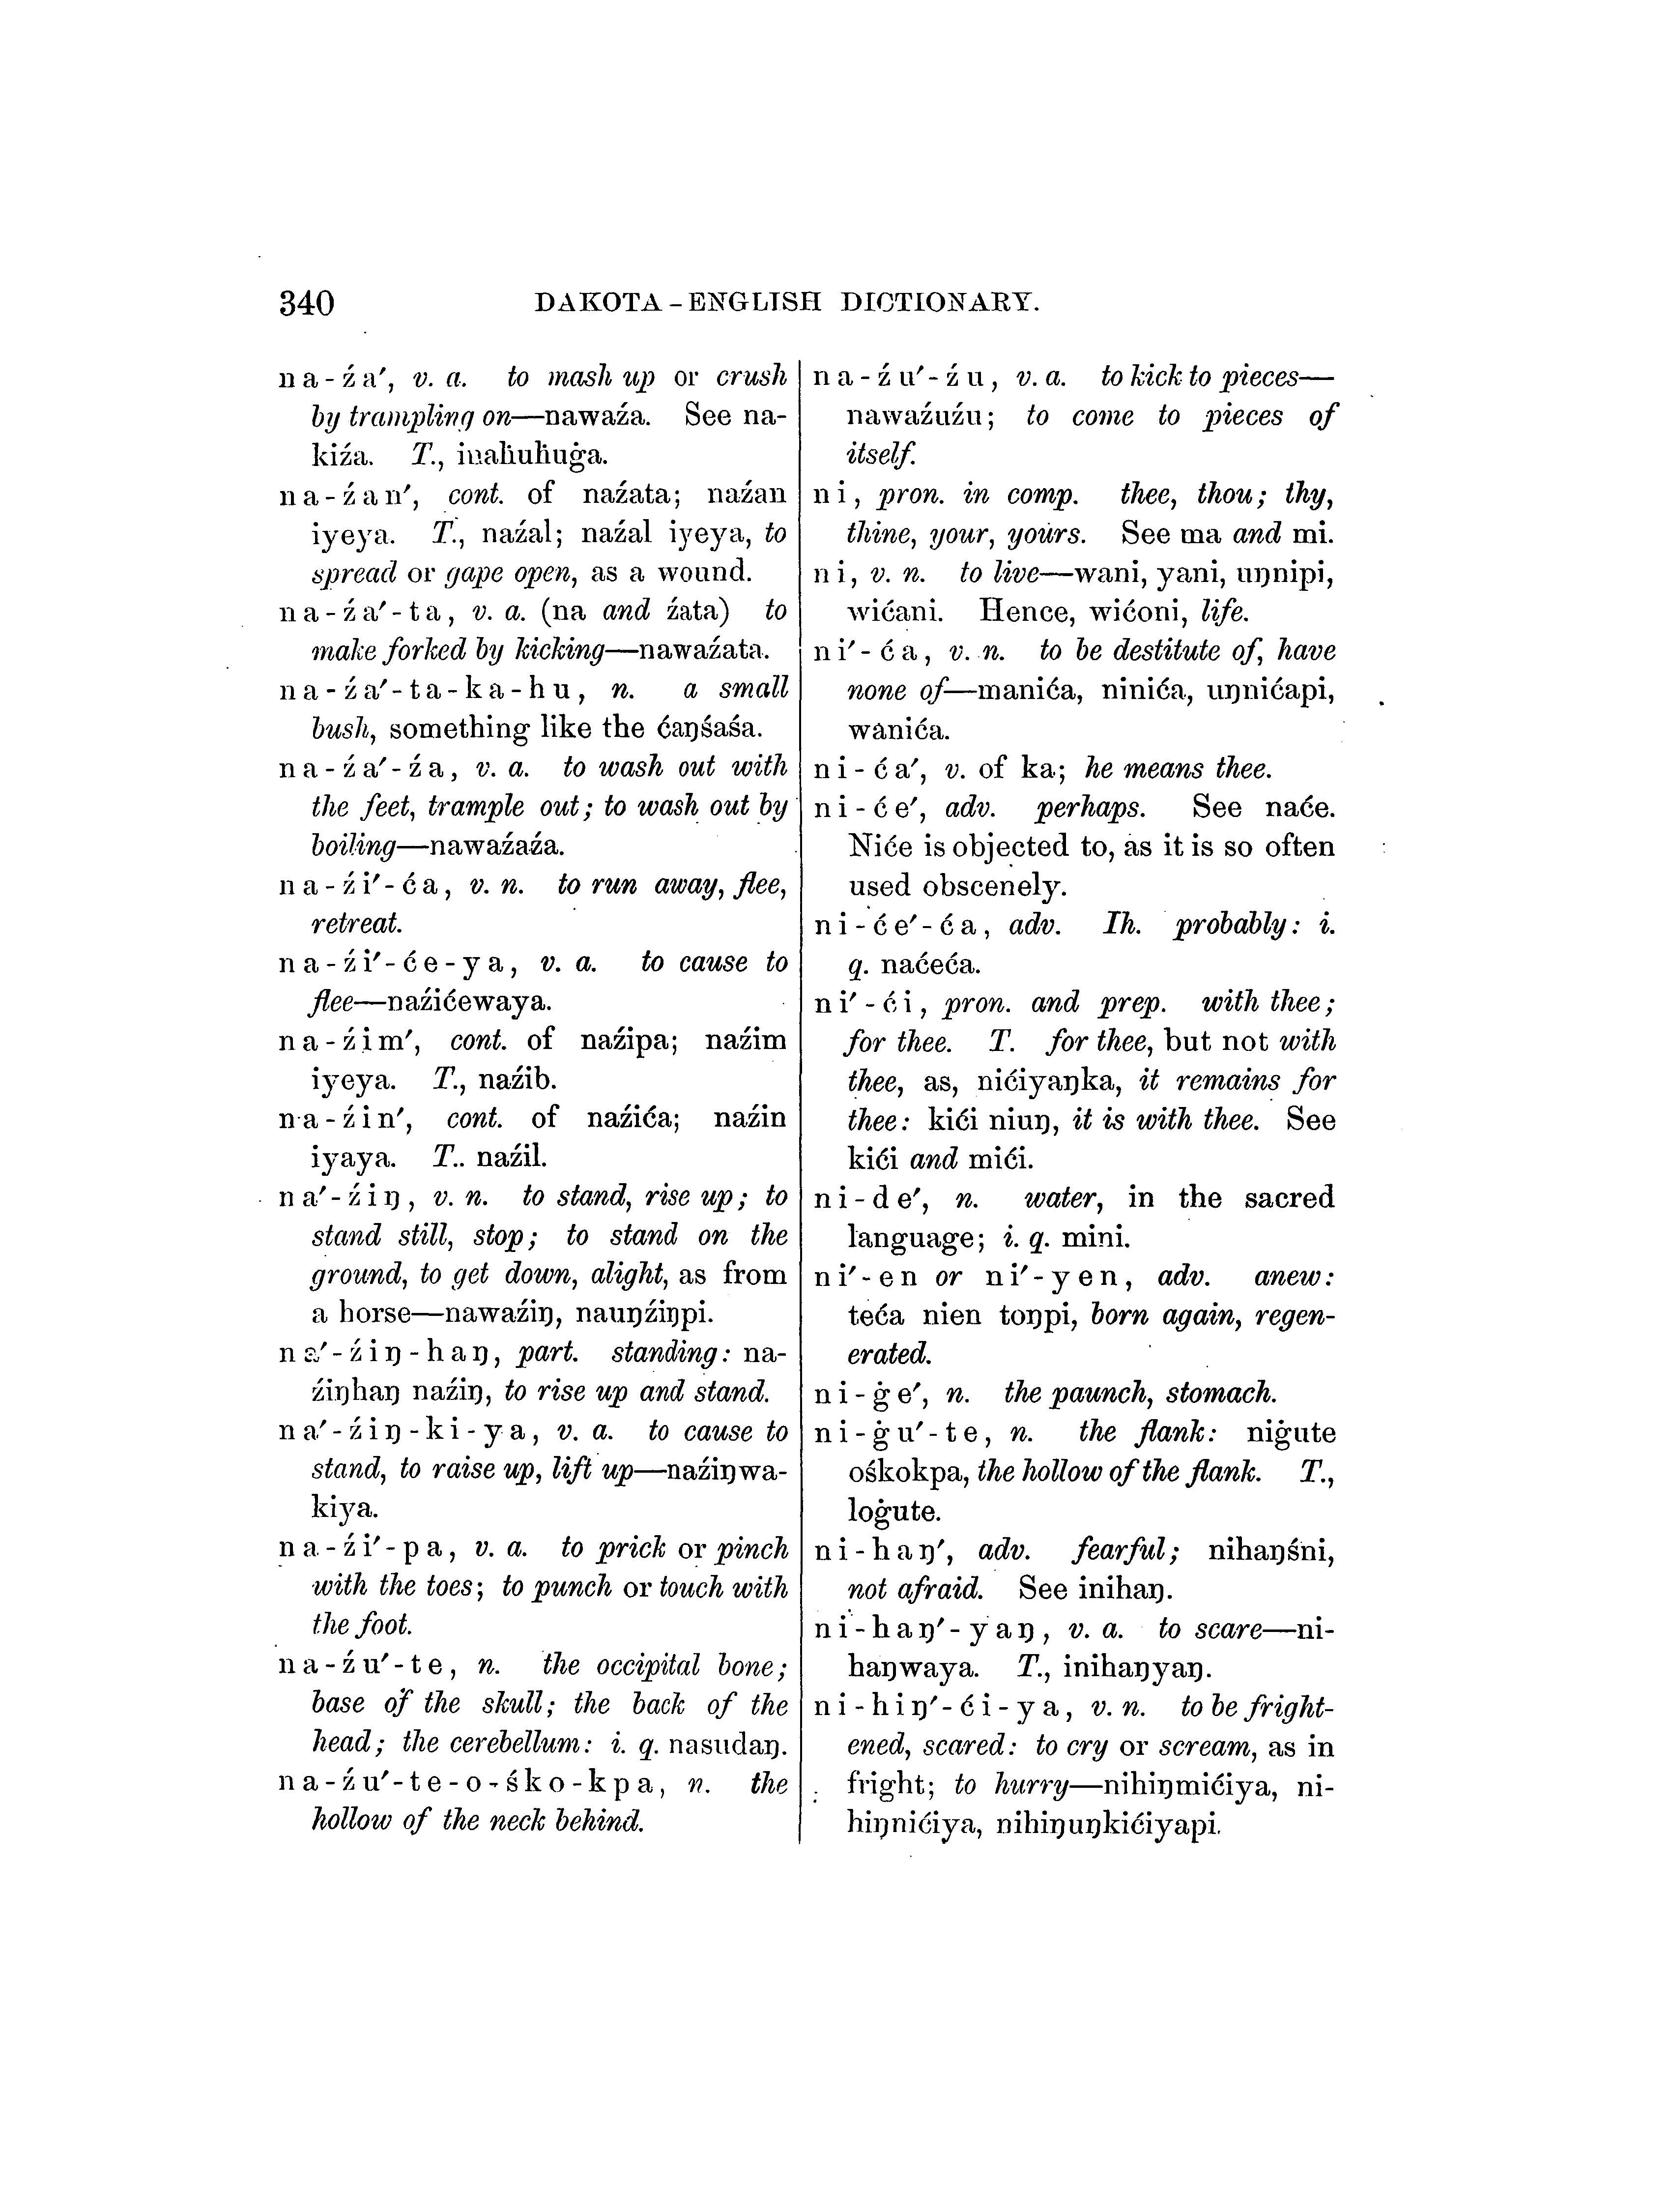 340 DAKOTA-ENGLISH DICTIONARY.
na-źa′, v. a. to mash up or crush
by trampling on—nawaźa. See na-
kiźa. T., inaḣuḣuġa.
na-źan′, cont. of naźata; naźan
iyeya. T., naźal; naźal iyeya, to
spread or gape open, as a wound.
na-źa′-ta, v. a. (na and źata) to
make forked by kicking—nawaźata.
na-źa′-ta-ka-hu, n. a small
bush, something like the ćaŋśaśa.
na-źa′-źa, v. a. to wash out with
the feet, trample out; to wash out by
boiling—nawaźaźa.
na-źi′-ća, v. n. to run away, flee,
retreat.
na-źi′-će-ya, v. a. to cause to
flee—naźićewaya.
na-źim′, cont. of naźipa; naźim
iyeya. T., naźib.
na-źin′, cont. of naźića; naźin
iyaya. T.. naźil.
na′-źiŋ, v. n. to stand, rise up; to
stand still, stop; to stand on the
ground, to get down, alight, as from
a horse—nawaźiŋ, nauŋźiŋpi.
na′-źiŋ-haŋ, part. standing: na-
źiŋhaŋ naźiŋ, to rise up and stand.
na′-źiŋ-ki-ya, v. a. to cause to
stand, to raise up, lift up—naźiŋwa-
kiya.
na-źi′-pa, v. a. to prick or pinch
with the toes; to punch or touch with
the foot.
na-źu′-te, n. the occipital bone;
base of the skull; the back of the
head; the cerebellum: i. q. nasudaŋ.
na-źu′-te-o-śko-kpa, n. the
hollow of the neck behind.
na-źu′-źu, v. a. to kick to pieces—
nawaźuźu; to come to pieces of
itself.
ni, pron. in comp. thee, thou; thy,
thine, your, yours. See ma and mi.
ni, v. n. to live—wani, yani, uŋnipi,
wićani. Hence, wićoni, life.
ni′-ća, v. n. to be destitute of, have
none of—manića, ninića, uŋnićapi,
wanića.
ni-ća′, v. of ka; he means thee.
ni-će′, adv. perhaps. See naće.
Niće is objected to, as it is so often
used obscenely.
ni-će′-ća, adv. Ih. probably: i.
q. naćeća.
ni′-ći, pron. and prep. with thee;
for thee. T. for thee, but not with
thee, as, nićiyaŋka, it remains for
thee: kići niuŋ, it is with thee. See
kići and mići.
ni-de′, n. water, in the sacred
language; i. q. mini.
ni′-en or ni′-yen, adv. anew:
teća nien toŋpi, born again, regen-
erated.
ni-ġe′, n. the paunch, stomach.
ni-ġu′-te, n. the flank: niġute
ośkokpa, the hollow of the flank. T.,
loġute.
ni-haŋ′, adv. fearful; nihaŋśni,
not afraid. See inihaŋ.
ni-haŋ′-yaŋ, v. a. to scare—ni-
haŋwaya. T., inihaŋyaŋ.
ni-hiŋ′-ći-ya, v. n. to be fright-
ened, scared: to cry or scream, as in
fright; to hurry—nihiŋmićiya, ni-
hiŋnićiya, nihiŋuŋkićiyapi.